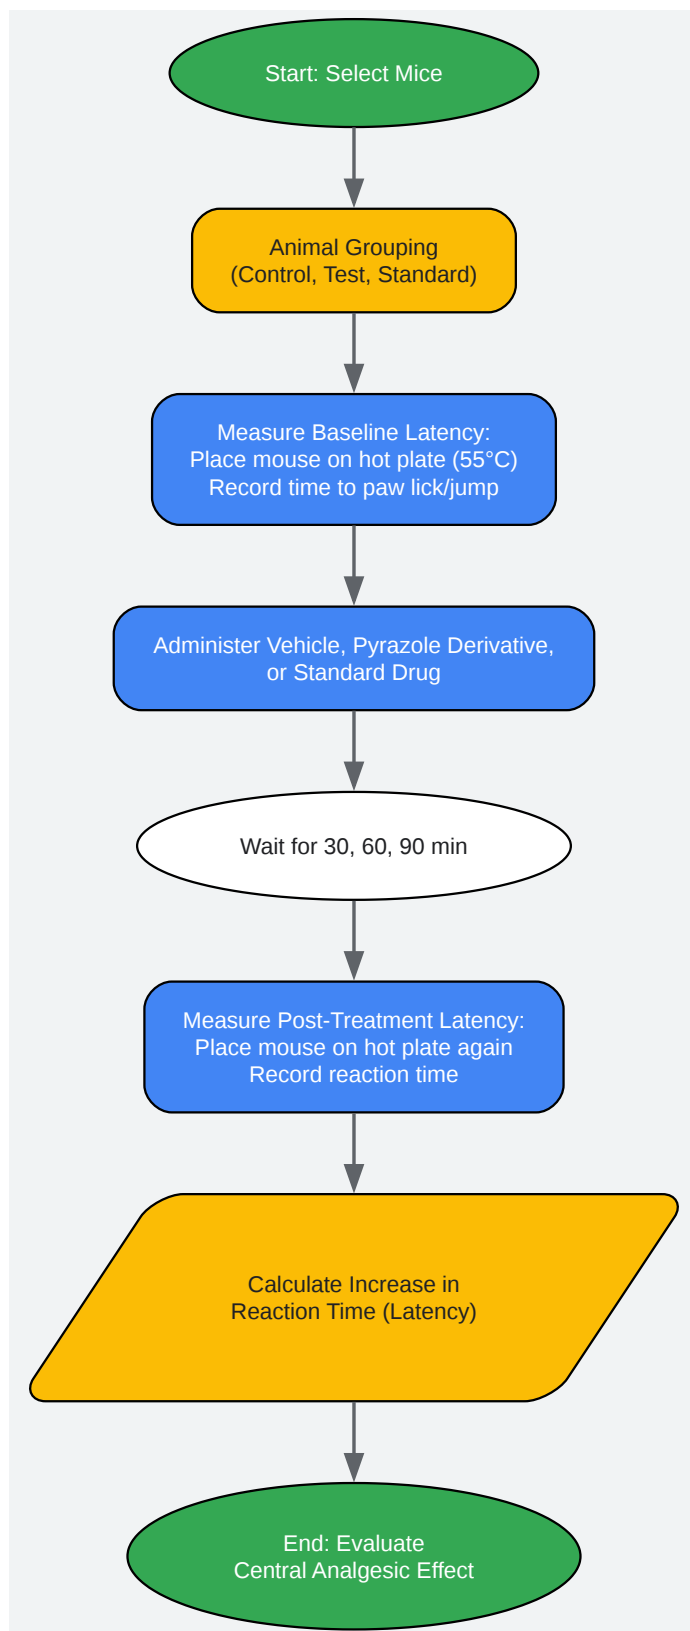 Start: Select Mice
Animal Grouping
(Control, Test, Standard)
Measure Baseline Latency:
Place mouse on hot plate (55°C)
Record time to paw lick/jump
Administer Vehicle, Pyrazole Derivative,
or Standard Drug
Wait for 30, 60, 90 min
Measure Post-Treatment Latency:
Place mouse on hot plate again
Record reaction time
Calculate Increase in
Reaction Time (Latency)
End: Evaluate
Central Analgesic Effect